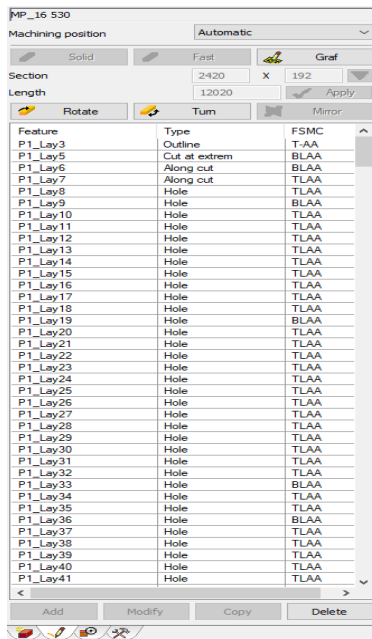 MP_16 530
Machining position Automatic
Solid Fast Graf
Section 2420 X 192
Length 12020 Apply
Rotate Turn Mirror
Feature Type FSMC
P1_Lay3 Outline T-AA
P1_Lay5 Cut at extrem BLAA
P1_Lay6 Along cut BLAA
P1_Lay7 Along cut TLAA
P1_Lay8 Hole TLAA
P1_Lay9 Hole BLAA
P1_Lay10 Hole TLAA
P1_Lay11 Hole TLAA
P1_Lay12 Hole TLAA
P1_Lay13 Hole TLAA
P1_Lay14 Hole TLAA
P1_Lay15 Hole TLAA
P1_Lay16 Hole TLAA
P1_Lay17 Hole TLAA
P1_Lay18 Hole TLAA
P1_Lay19 Hole BLAA
P1_Lay20 Hole TLAA
P1_Lay21 Hole TLAA
P1_Lay22 Hole TLAA
P1_Lay23 Hole TLAA
P1_Lay24 Hole TLAA
P1_Lay25 Hole TLAA
P1_Lay26 Hole TLAA
P1_Lay27 Hole TLAA
P1_Lay28 Hole TLAA
P1_Lay29 Hole TLAA
P1_Lay30 Hole TLAA
P1_Lay31 Hole TLAA
P1_Lay32 Hole TLAA
P1_Lay33 Hole BLAA
P1_Lay34 Hole TLAA
P1_Lay35 Hole TLAA
P1_Lay36 Hole BLAA
P1_Lay37 Hole TLAA
P1_Lay38 Hole TLAA
P1_Lay39 Hole TLAA
P1_Lay40 Hole TLAA
P1_Lay41 Hole TLAA
Add Modify Copy Delete